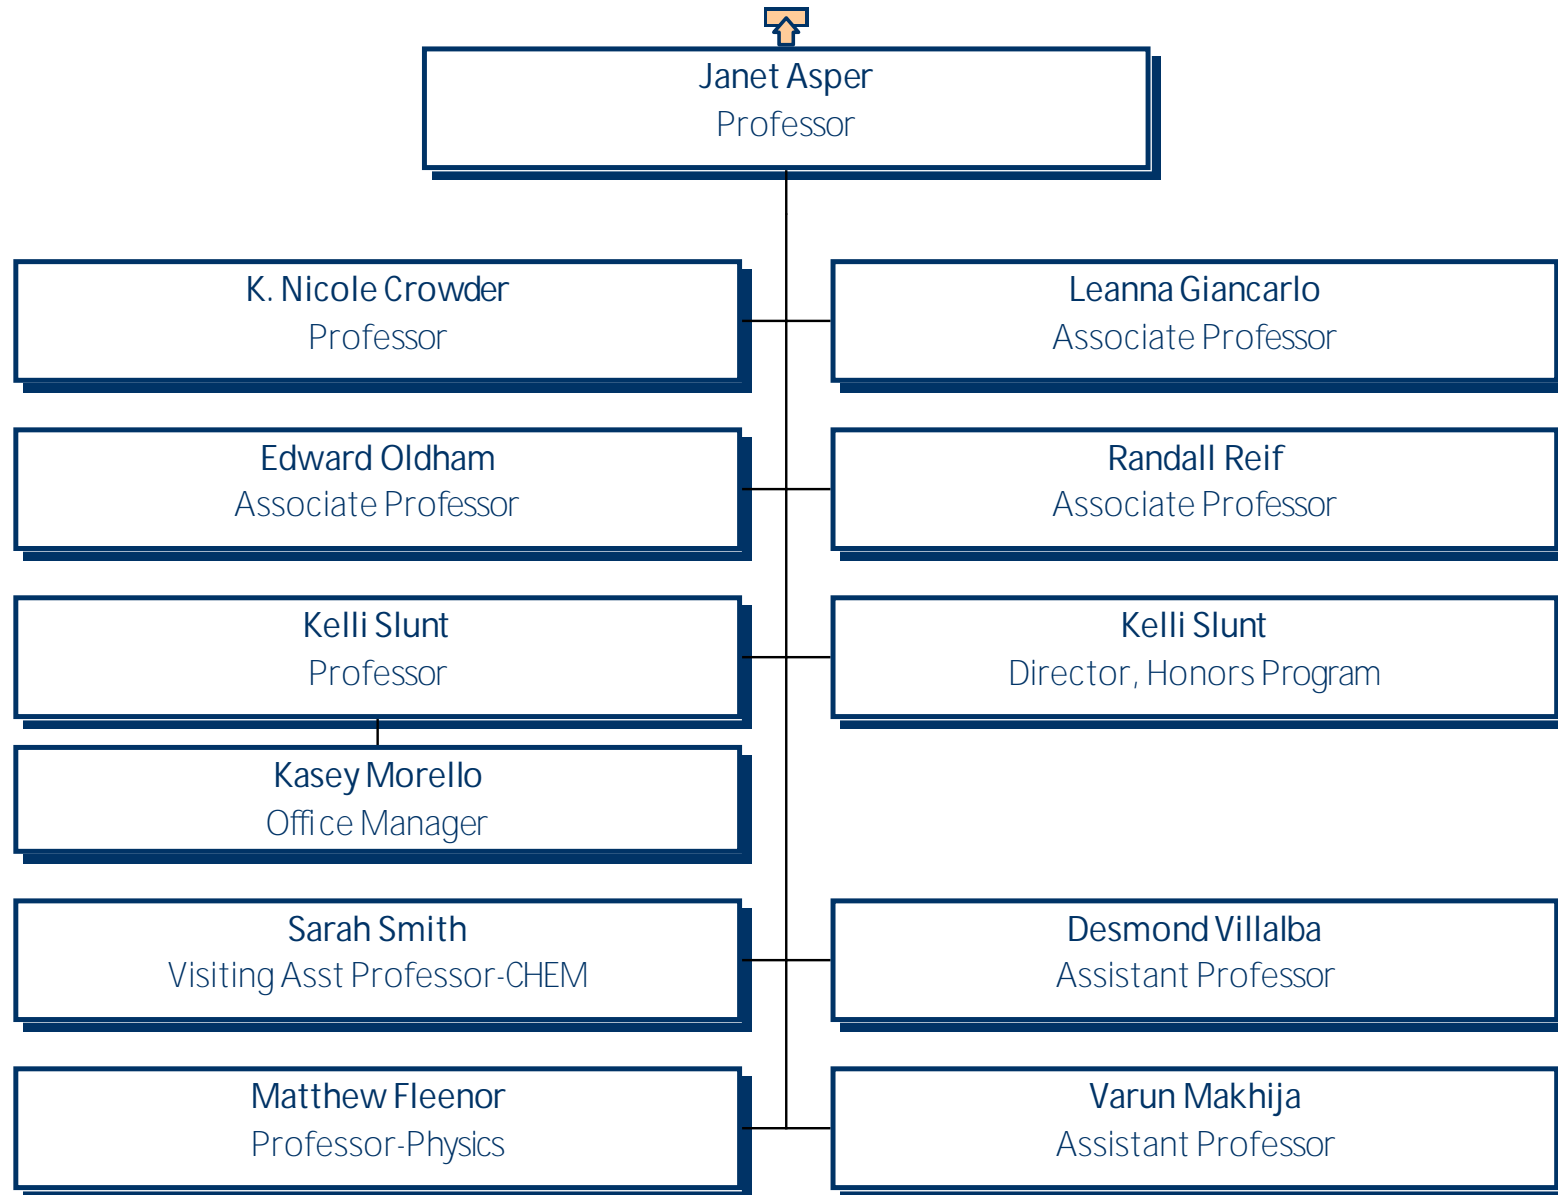 Janet Asper
Professor
K. Nicole Crowder
Professor
Leanna Giancarlo
Associate Professor
Edward Oldham
Associate Professor
Randall Reif
Associate Professor
Kelli Slunt
Professor
Kelli Slunt
Director, Honors Program
Kasey Morello
Office Manager
Sarah Smith
Visiting Asst Professor-CHEM
Desmond Villalba
Assistant Professor
Matthew Fleenor
Professor-Physics
Varun Makhija
Assistant Professor